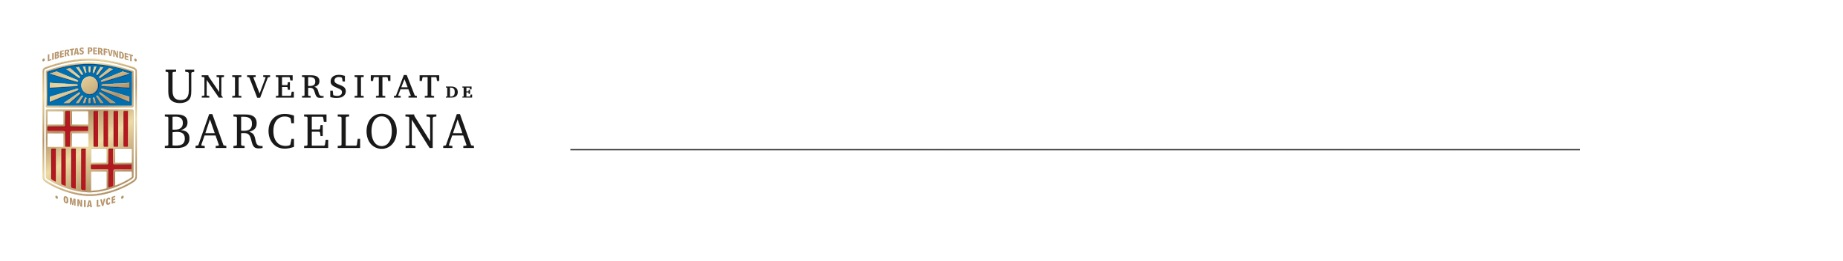 LIBERTAS PERFVNDET
UNIVERSITAT DE
BARCELONA
OMNIA LVCE